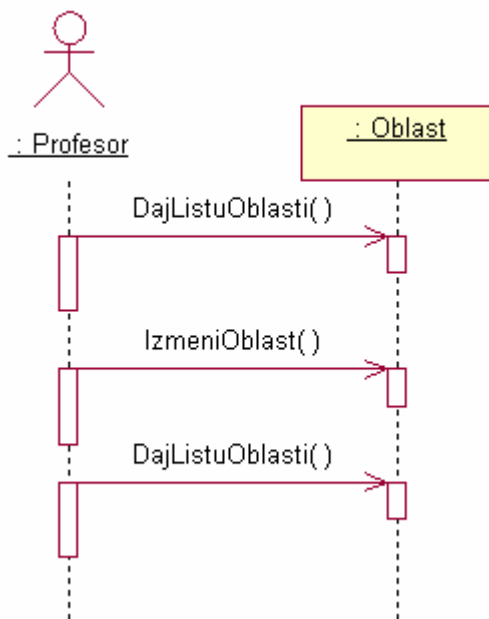 : Profesor
: Oblast
DajListuOblasti( )
IzmeniOblast( )
DajListuOblasti( )